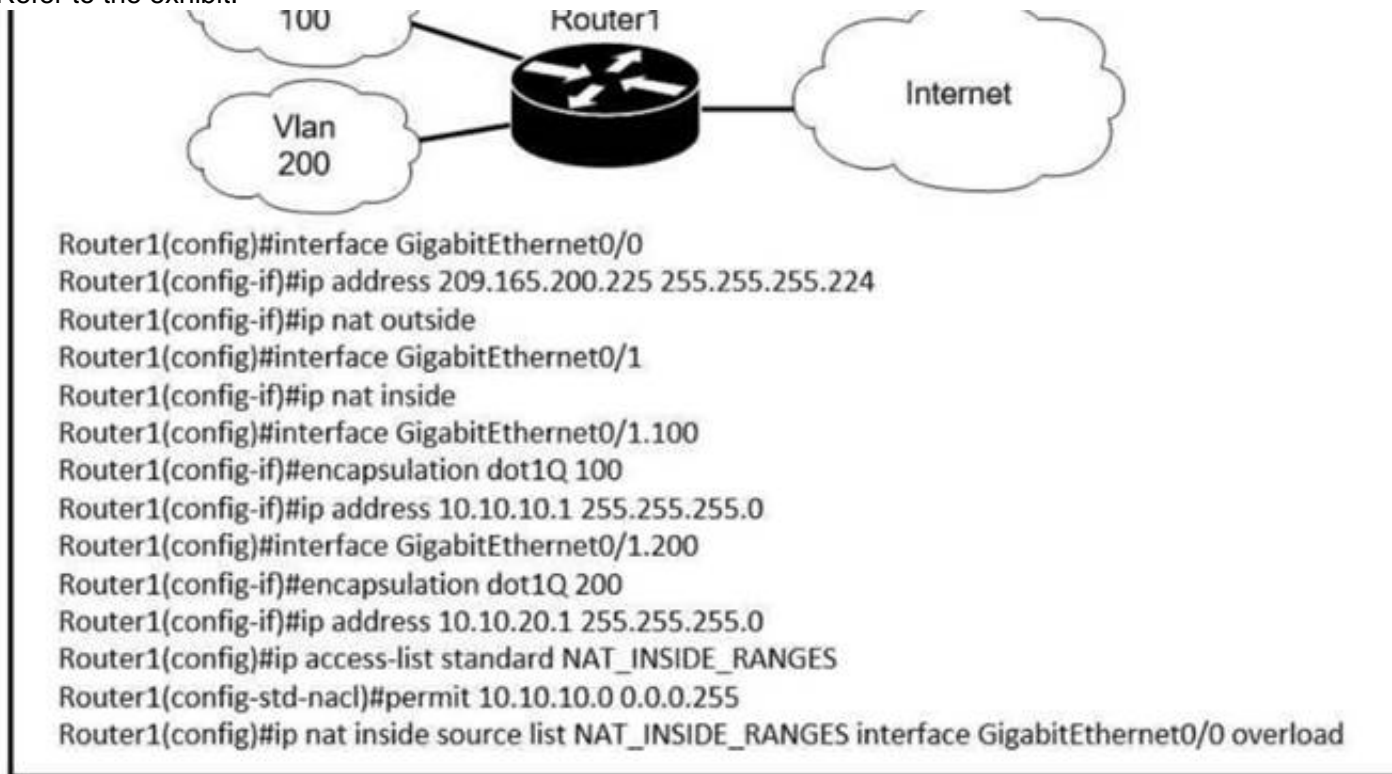 Refer to the exhibit.
100
Router1
Internet
Vlan
200
Router1(config)#interface GigabitEthernet0/0
Router1(config-if)#ip address 209.165.200.225 255.255.255.224
Router1(config-if)#ip nat outside
Router1(config)#interface GigabitEthernet0/1
Router1(config-if)#ip nat inside
Router1(config)#interface GigabitEthernet0/1.100
Router1(config-if)#encapsulation dot1Q 100
Router1(config-if)#ip address 10.10.10.1 255.255.255.0
Router1(config)#interface GigabitEthernet0/1.200
Router1(config-if)#encapsulation dot1Q 200
Router1(config-if)#ip address 10.10.20.1 255.255.255.0
Router1(config)#ip access-list standard NAT_INSIDE_RANGES
Router1(config-std-nacl)#permit 10.10.10.0 0.0.0.255
Router1(config)#ip nat inside source list NAT_INSIDE_RANGES interface GigabitEthernet0/0 overload